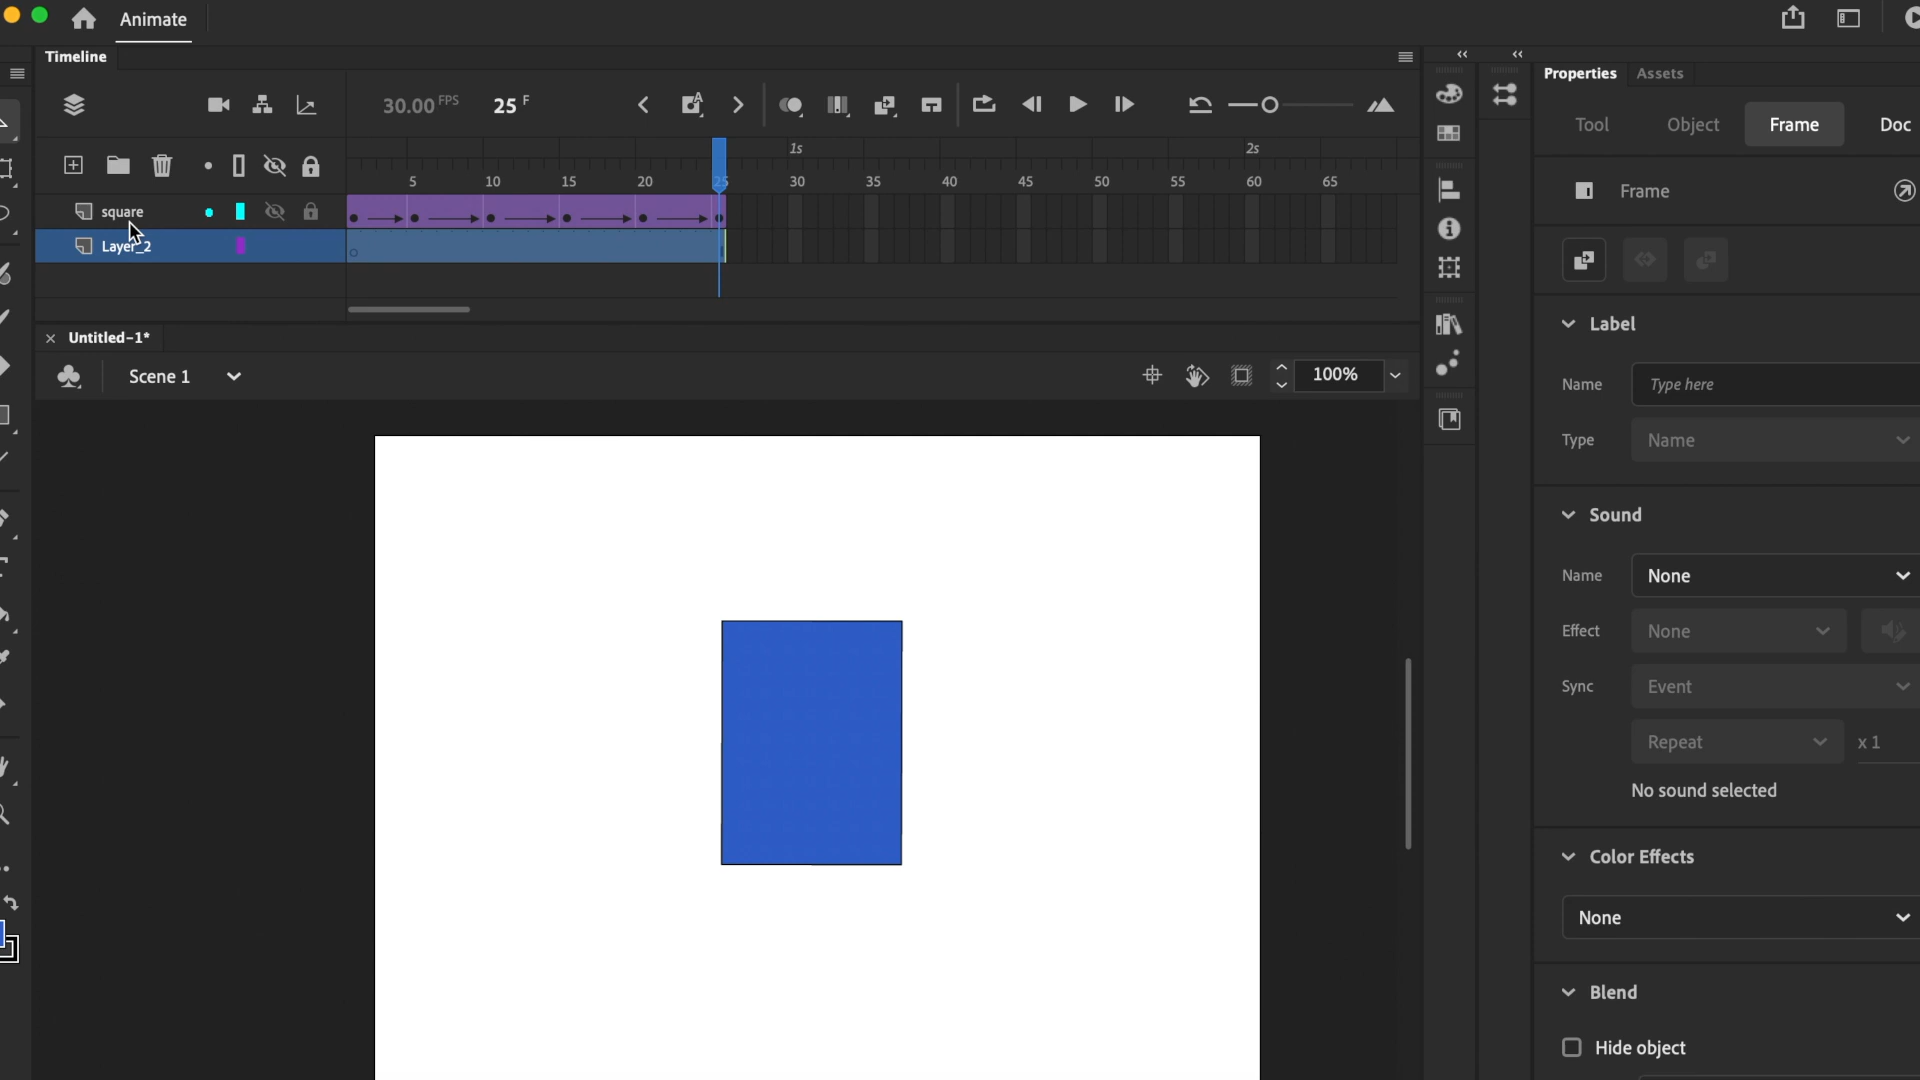 Animate
Timeline
Properties Assets
30.00 FPS 25 F
Tool Object Frame Doc
1s 2s
5 10 15 20 25 30 35 40 45 50 55 60 65
square
Layer_2
Frame
Untitled-1*
Scene 1
100%
Label
Name Type here
Type Name
Sound
Name None
Effect None
Sync Event
Repeat x 1
No sound selected
Color Effects
None
Blend
Hide object